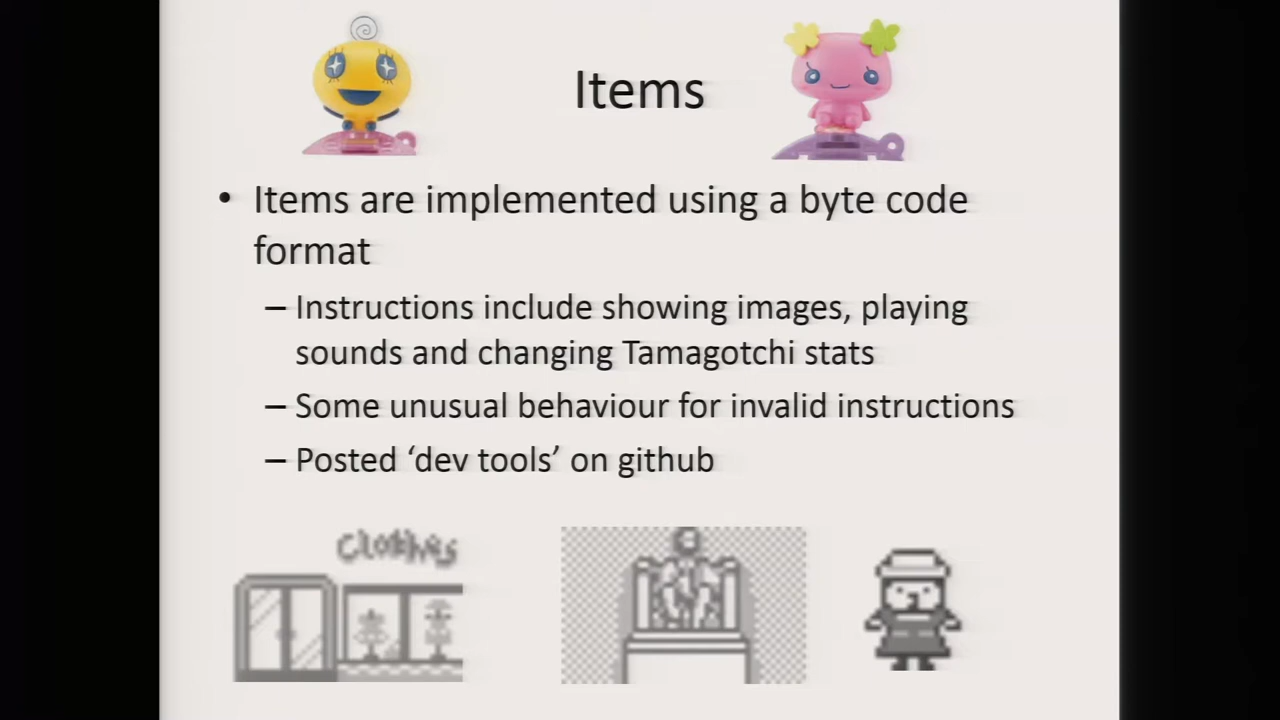 Items
• Items are implemented using a byte code
format
– Instructions include showing images, playing
sounds and changing Tamagotchi stats
– Some unusual behaviour for invalid instructions
– Posted ‘dev tools’ on github
Clothes